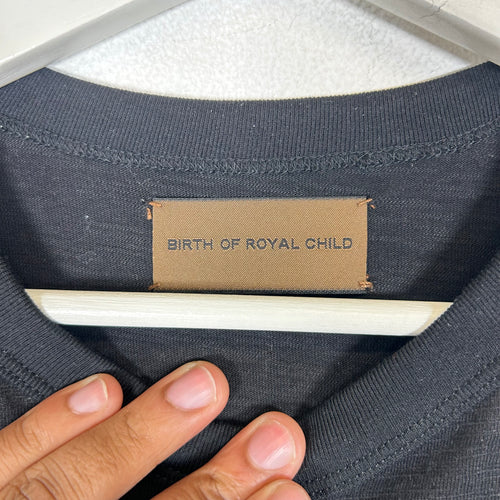 BIRTH OF ROYAL CHILD